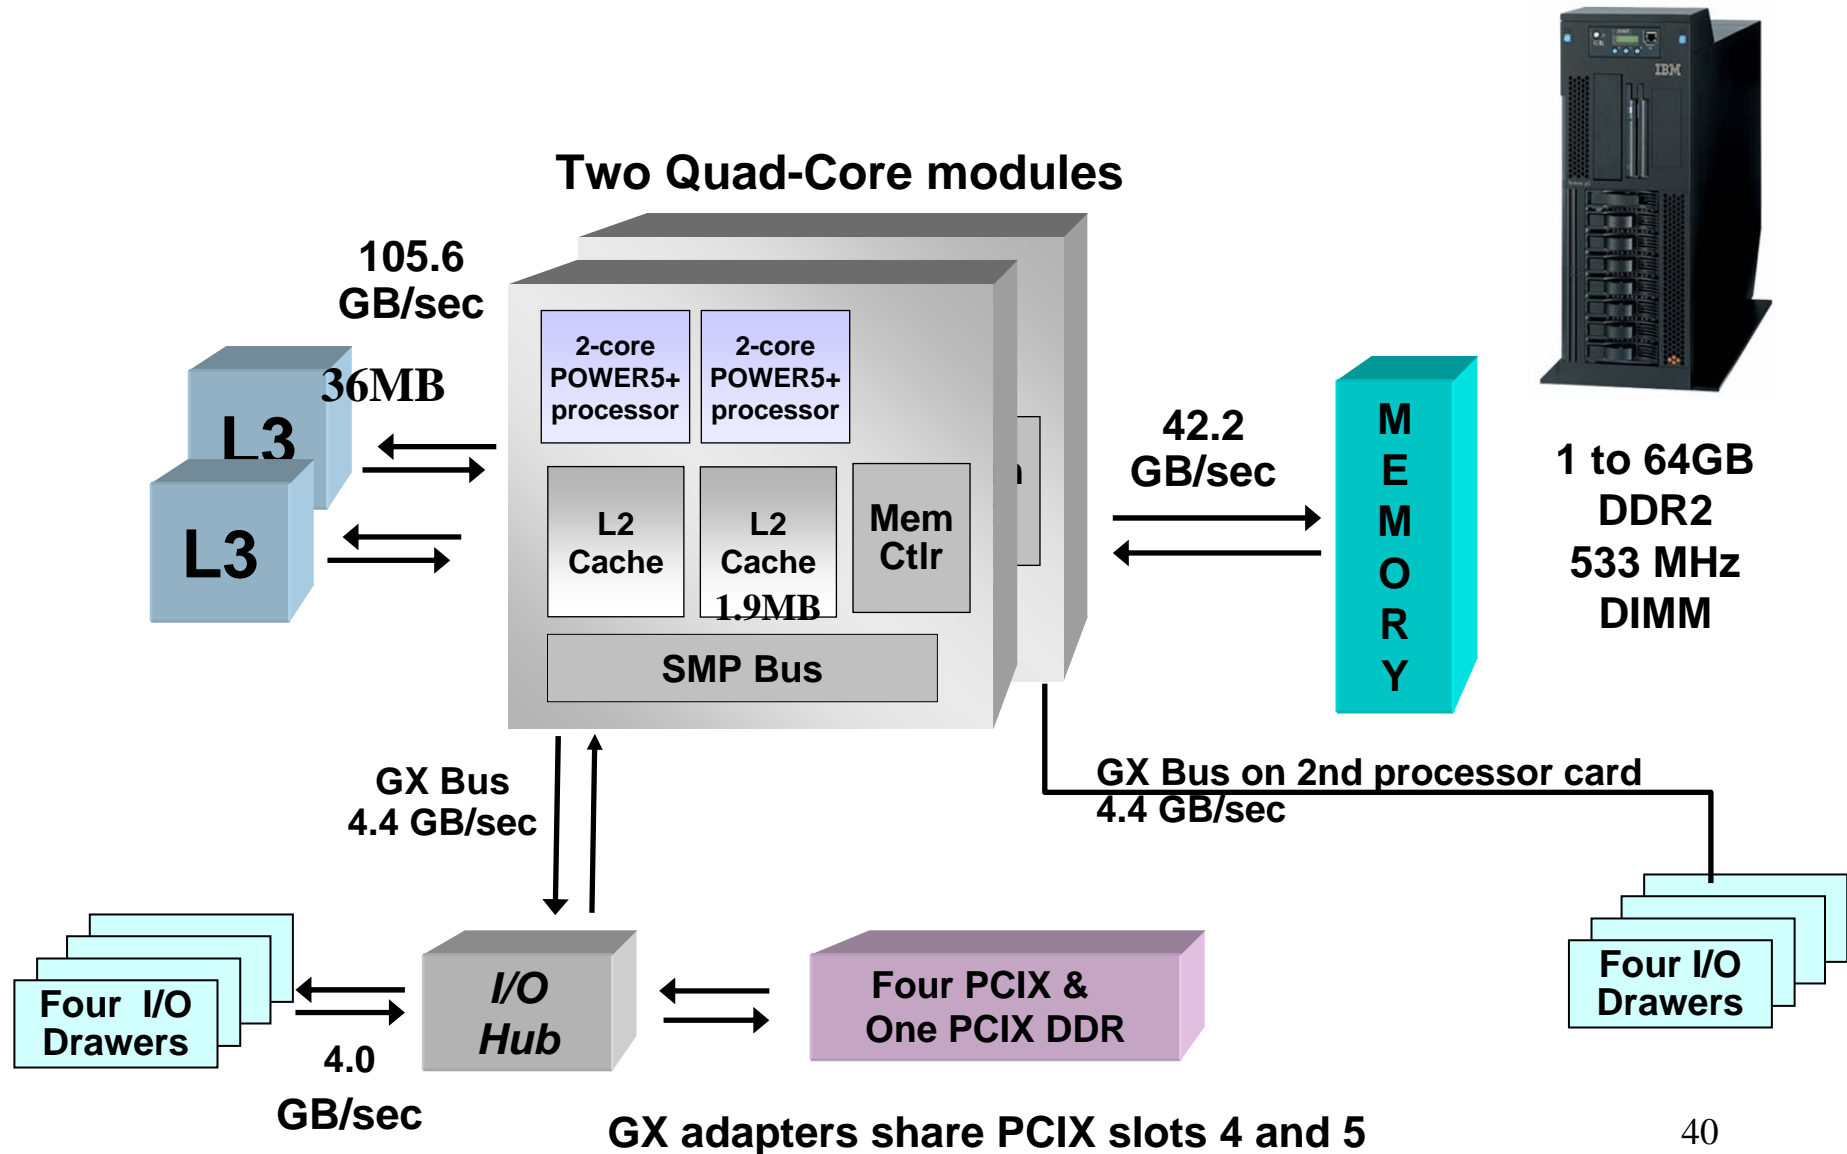 IBM
Two Quad-Core modules
105.6
GB/sec
36MB
L3
L3
2-core
POWER5+
processor
2-core
POWER5+
processor
L2
Cache
L2
Cache
1.9MB
Mem
Ctlr
SMP Bus
42.2
GB/sec
M
E
M
O
R
Y
1 to 64GB
DDR2
533 MHz
DIMM
GX Bus
4.4 GB/sec
GX Bus on 2nd processor card
4.4 GB/sec
Four I/O
Drawers
4.0
GB/sec
I/O
Hub
Four PCIX &
One PCIX DDR
Four I/O
Drawers
GX adapters share PCIX slots 4 and 5
40